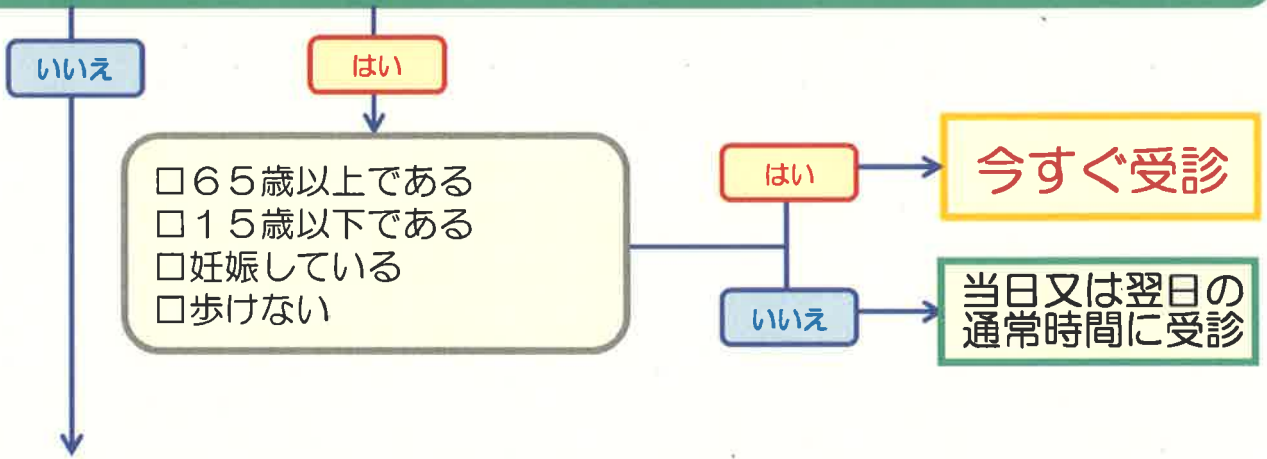 いいえ
はい
□65歳以上である
□15歳以下である
□妊娠している
□歩けない
はい
今すぐ受診
いいえ
当日又は翌日の
通常時間に受診